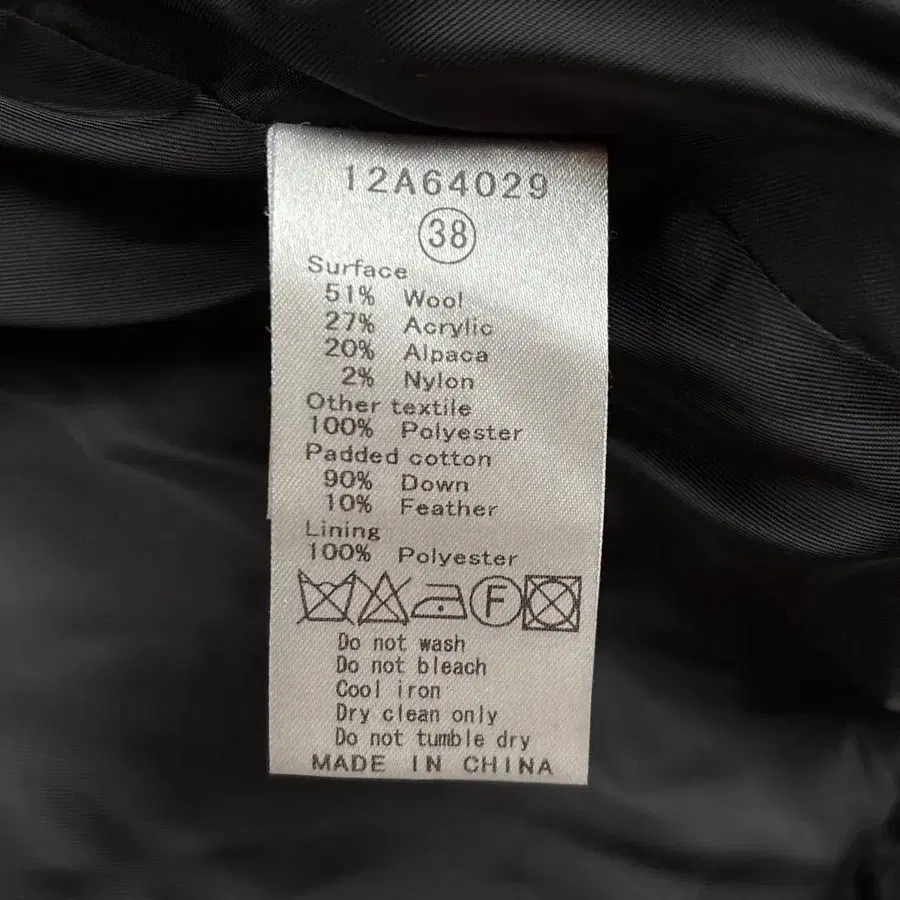 12A64029
38
Surface
51% Wool
27% Acrylic
20% Alpaca
2% Nylon
Other textile
100% Polyester
Padded cotton
90% Down
10% Feather
Lining
100% Polyester
F
Do not wash
Do not bleach
Cool iron
Dry clean only
Do not tumble dry
MADE IN CHINA